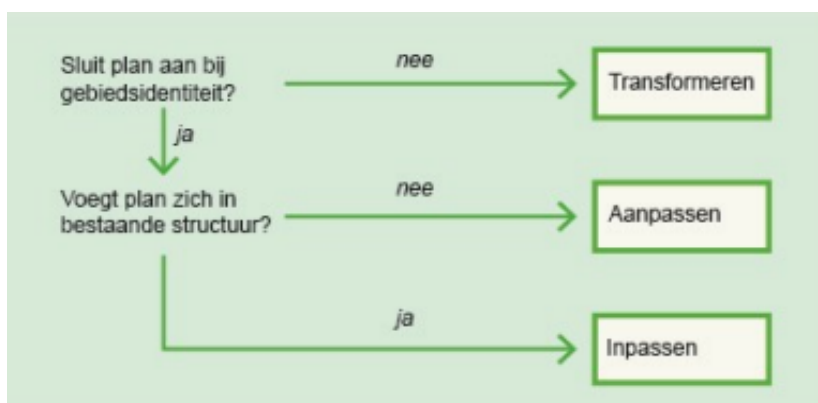 Sluit plan aan bij
gebiedsidentiteit?
nee
Transformeren
ja
Voegt plan zich in
bestaande structuur?
nee
Aanpassen
ja
Inpassen